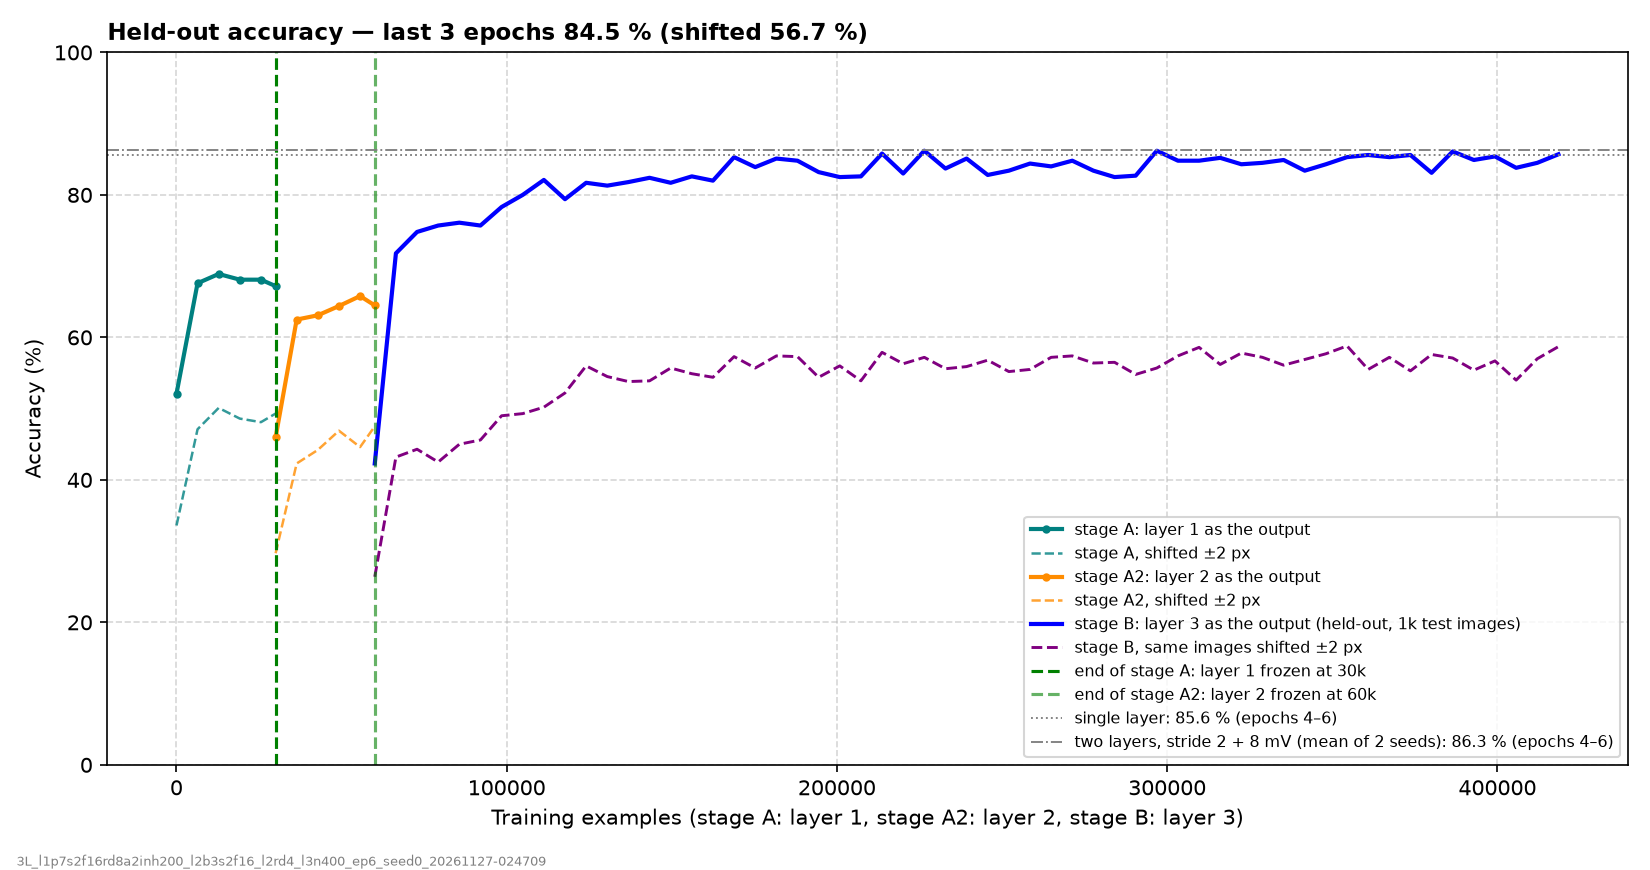 Held-out accuracy — last 3 epochs 84.5 % (shifted 56.7 %)
100
80
60
40
20
0
Accuracy (%)
stage A: layer 1 as the output
stage A, shifted ±2 px
stage A2: layer 2 as the output
stage A2, shifted ±2 px
stage B: layer 3 as the output (held-out, 1k test images)
stage B, same images shifted ±2 px
end of stage A: layer 1 frozen at 30k
end of stage A2: layer 2 frozen at 60k
single layer: 85.6 % (epochs 4–6)
two layers, stride 2 + 8 mV (mean of 2 seeds): 86.3 % (epochs 4–6)
0 100000 200000 300000 400000
Training examples (stage A: layer 1, stage A2: layer 2, stage B: layer 3)
3L_l1p7s2f16rd8a2inh200_l2b3s2f16_l2rd4_l3n400_ep6_seed0_20261127-024709